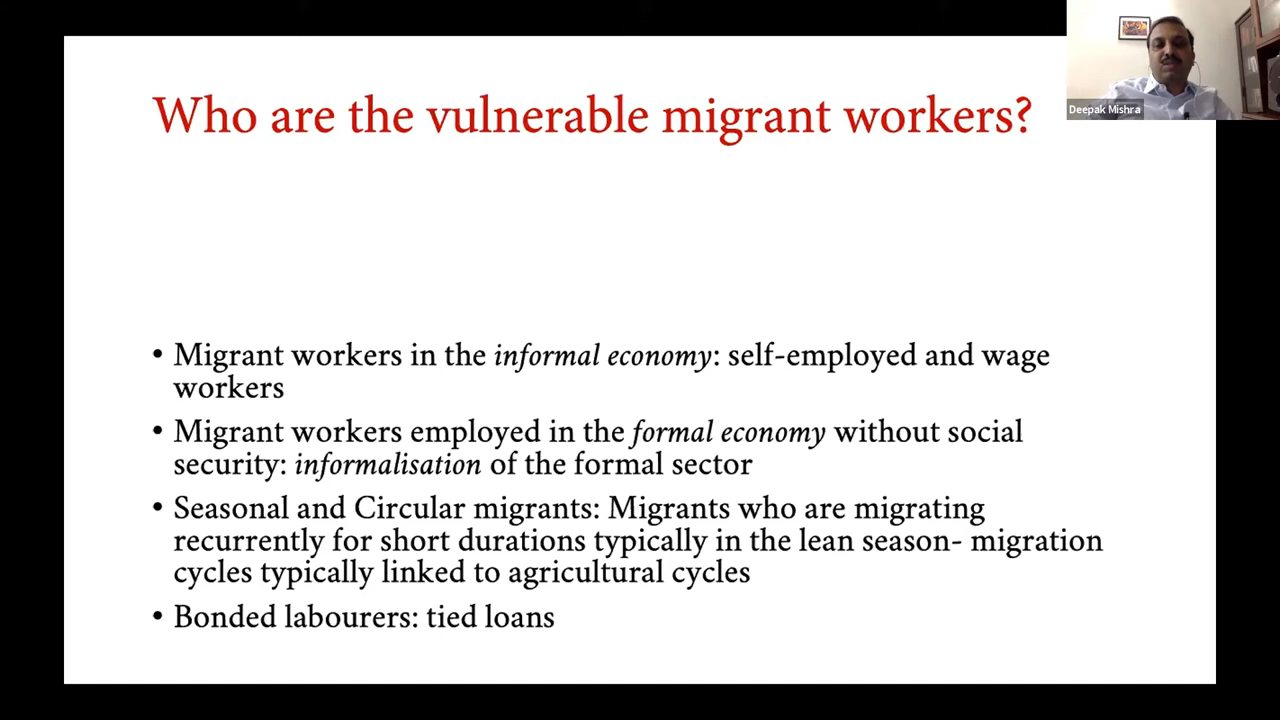 Who are the vulnerable migrant workers?
Deepak Mishra
• Migrant workers in the informal economy: self-employed and wage
workers
• Migrant workers employed in the formal economy without social
security: informalisation of the formal sector
• Seasonal and Circular migrants: Migrants who are migrating
recurrently for short durations typically in the lean season- migration
cycles typically linked to agricultural cycles
• Bonded labourers: tied loans